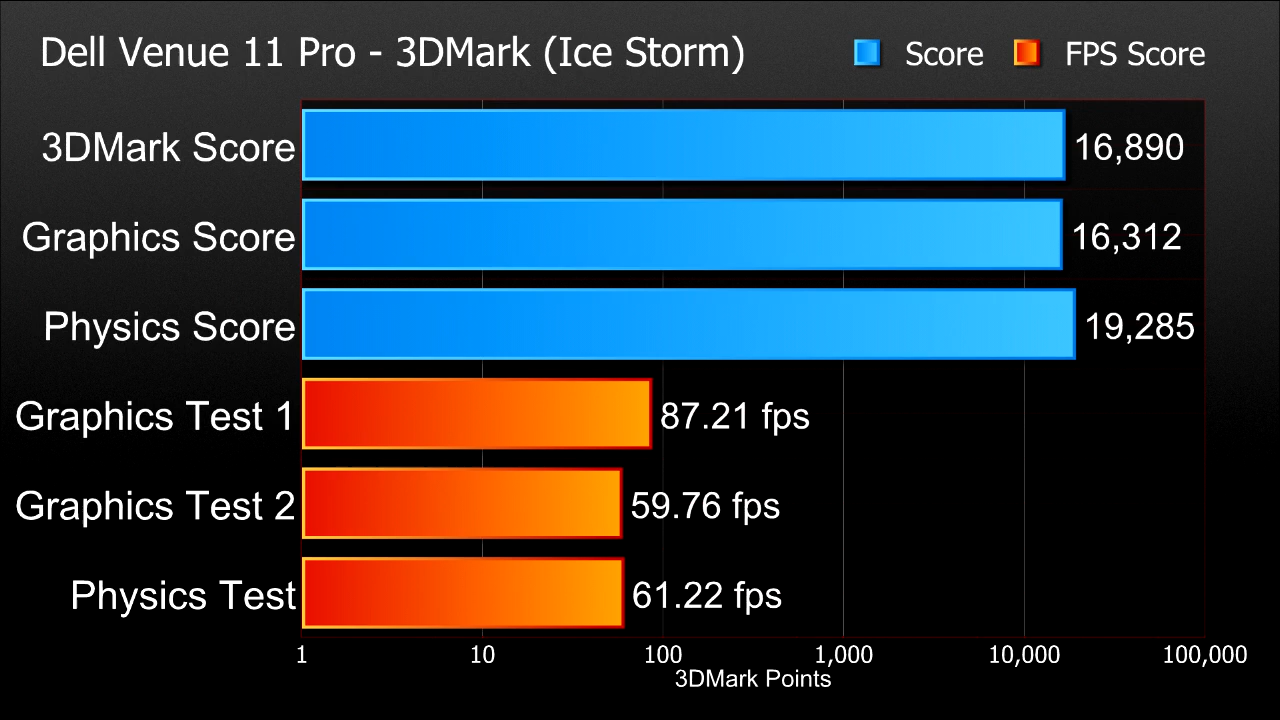 Dell Venue 11 Pro - 3DMark (Ice Storm)
Score
FPS Score
3DMark Score 16,890
Graphics Score 16,312
Physics Score 19,285
Graphics Test 1 87.21 fps
Graphics Test 2 59.76 fps
Physics Test 61.22 fps
1 10 100 1,000 10,000 100,000
3DMark Points